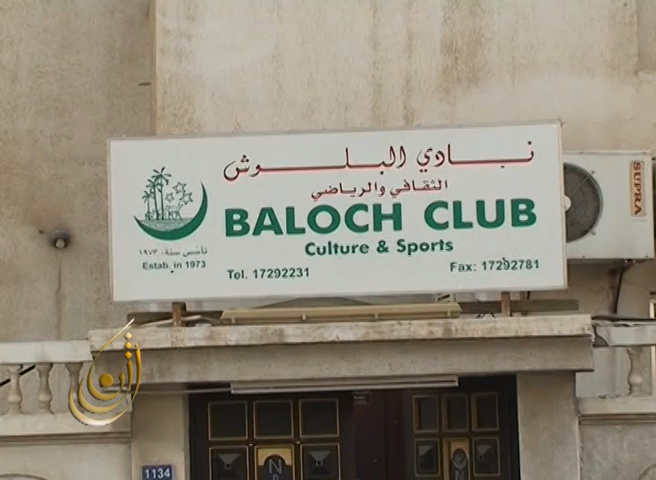 نادي البلوش
الثقافي والرياضي
BALOCH CLUB
Culture & Sports
تأسس سنة: ١٩٧٣
Estab. in 1973
Tel. 17292231
Fax: 17292781
SUPRA
1134